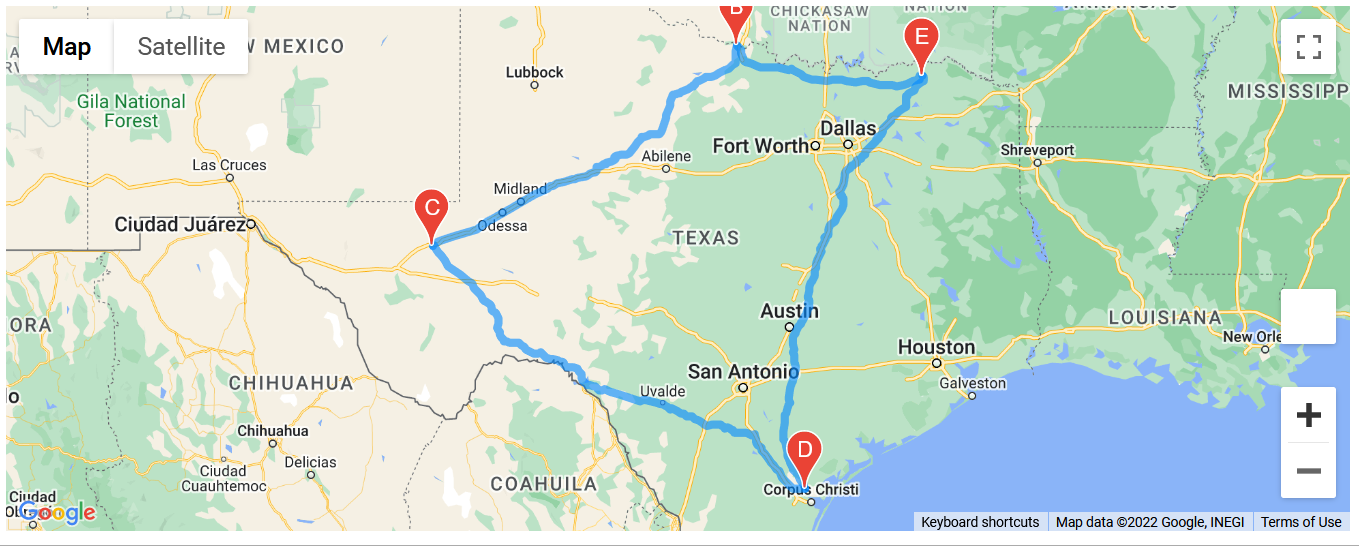 Map
Satellite
W MEXICO
CHICKASAW
NATION
NATION
B
E
Lubbock
Gila National
Forest
MISSISSIPP
Dallas
Fort Worth
Shreveport
Abilene
Las Cruces
Midland
C
Odessa
Ciudad Juárez
TEXAS
Austin
ORA
LOUISIANA
New Orle
Houston
San Antonio
CHIHUAHUA
Galveston
Uvalde
Chihuahua
D
Delicias
Ciudad
Cuauhtemoc
COAHUILA
Corpus Christi
Ciudad
Google
Keyboard shortcuts
Map data ©2022 Google, INEGI
Terms of Use